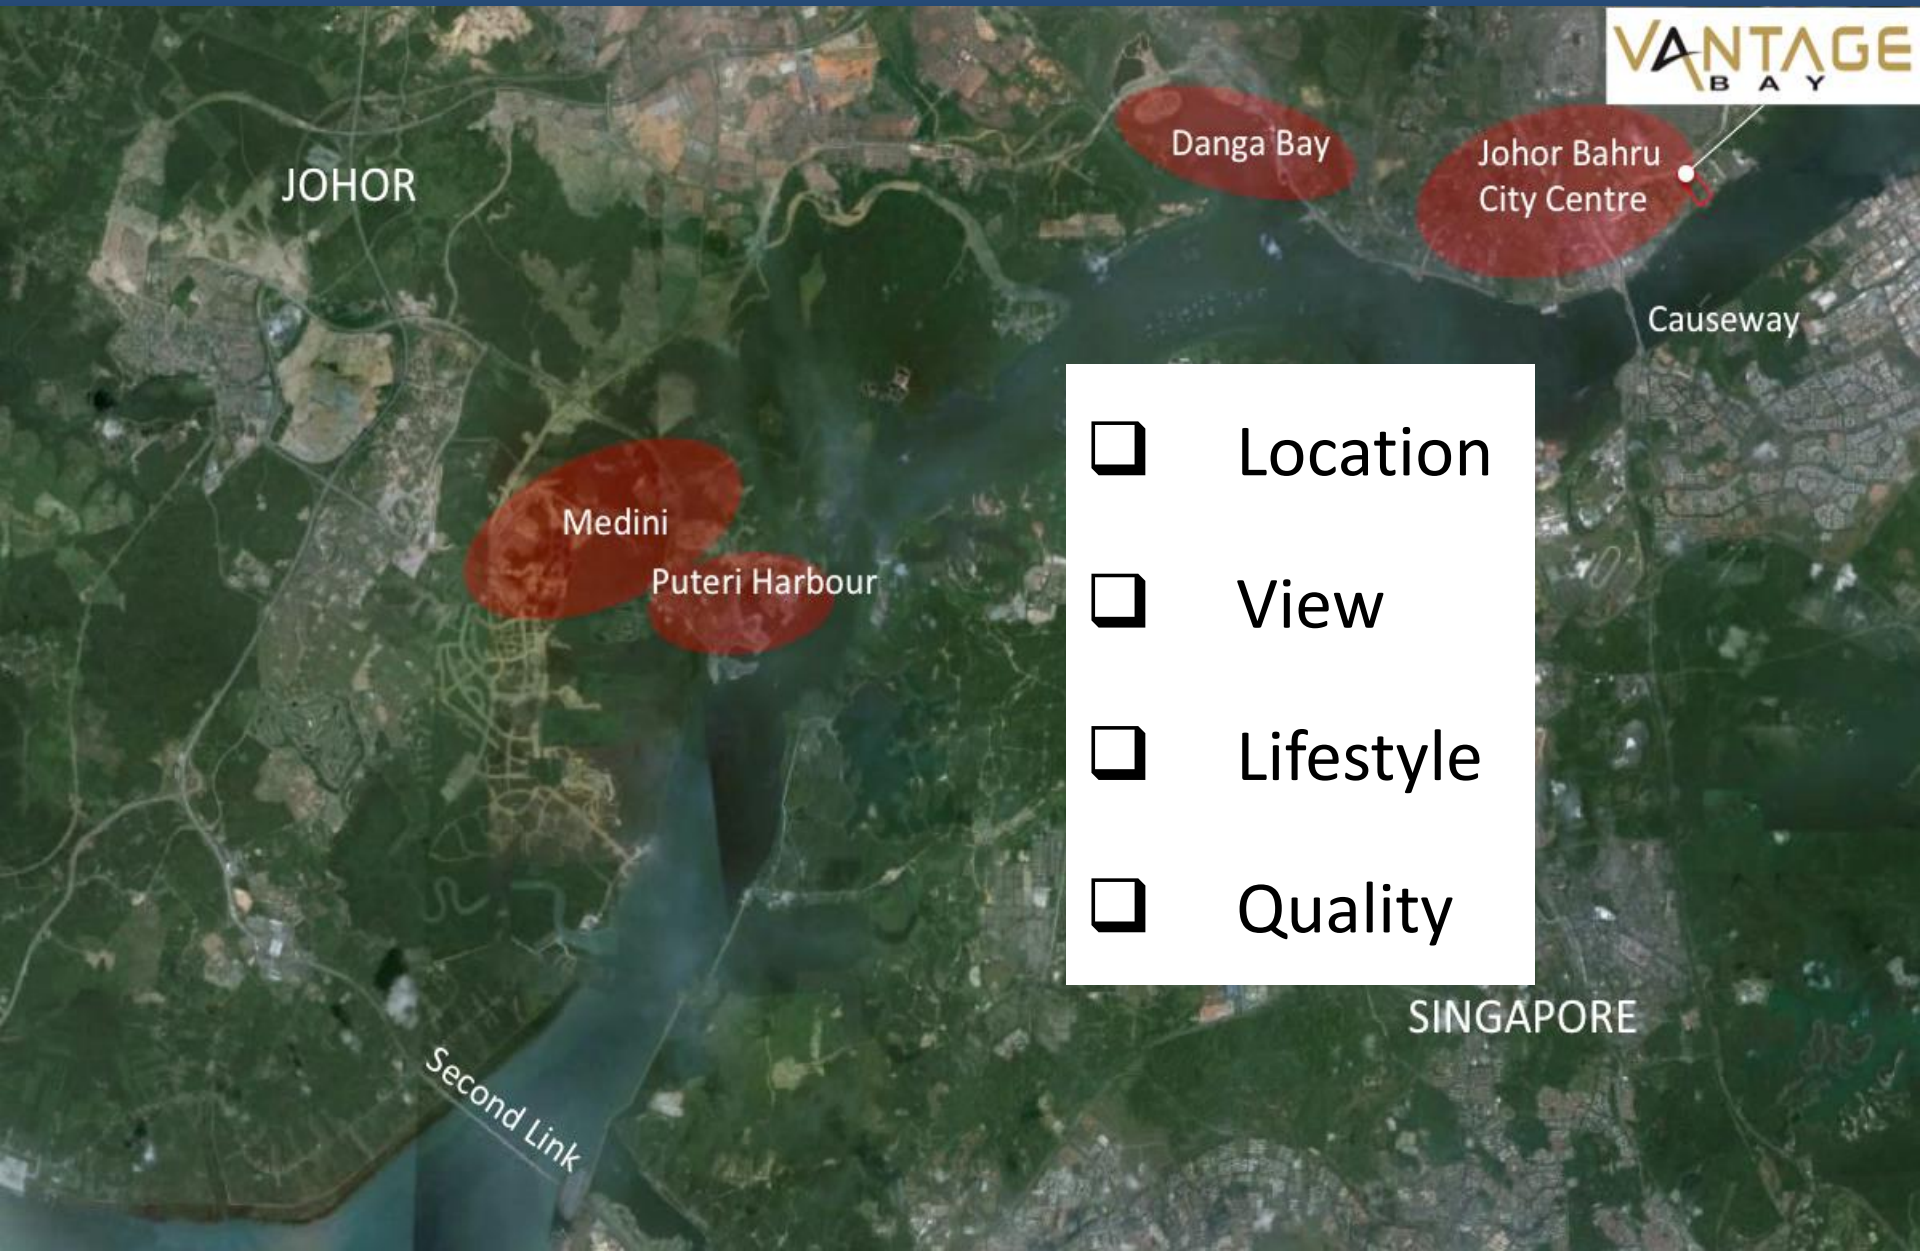 VANTAGE
BAY
Danga Bay
Johor Bahru
City Centre
JOHOR
Causeway
Location
Medini
View
Puteri Harbour
Lifestyle
Quality
SINGAPORE
Second Link